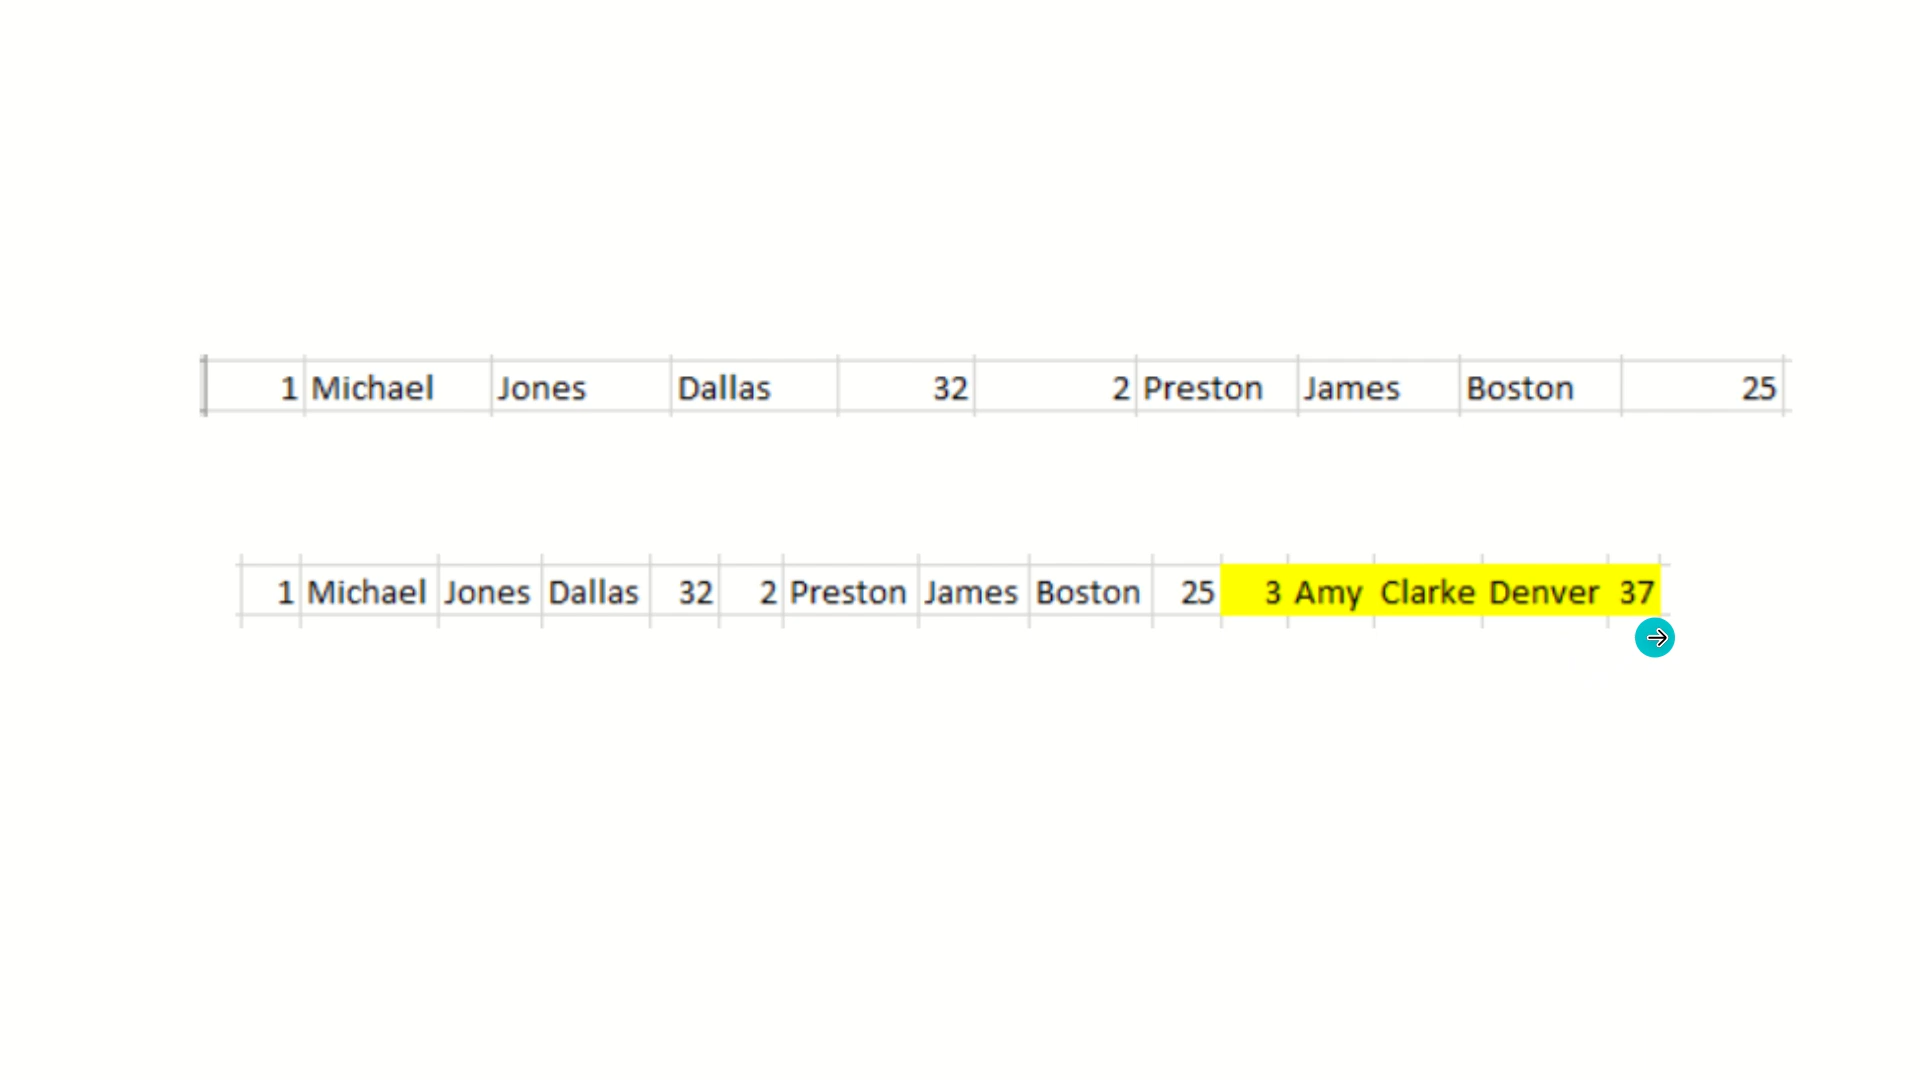 1 Michael Jones Dallas 32 2 Preston James Boston 25
1 Michael Jones Dallas 32 2 Preston James Boston 25 3 Amy Clarke Denver 37